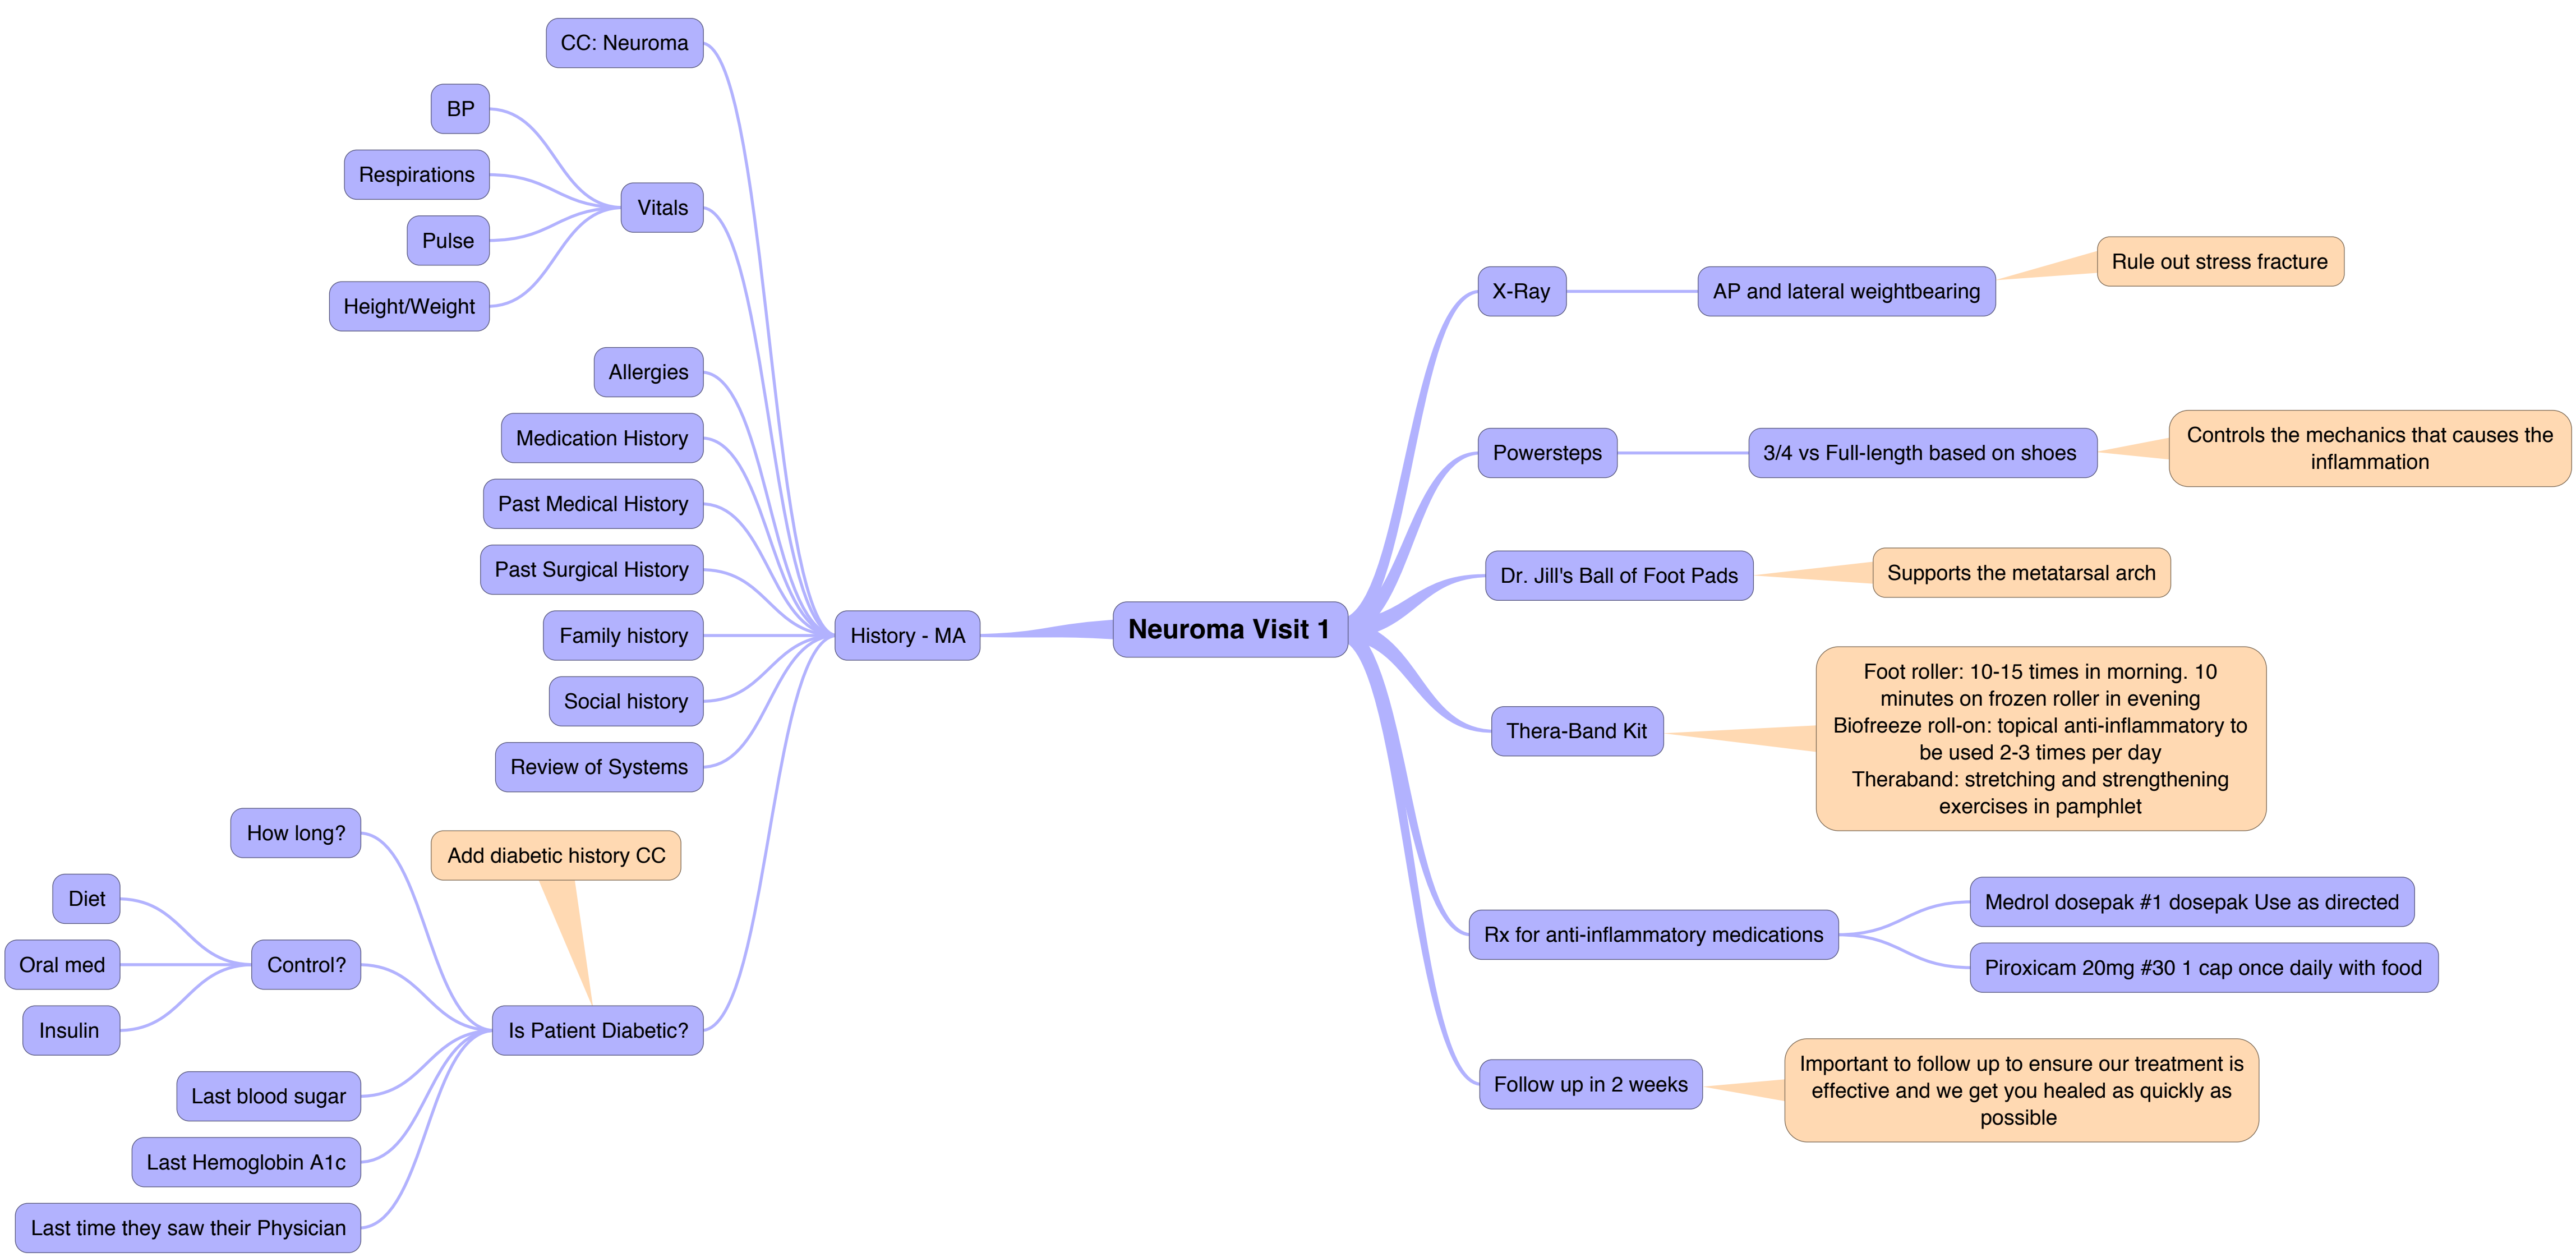 CC: Neuroma
BP
Respirations
Pulse
Height/Weight
Vitals
Allergies
Medication History
Past Medical History
Past Surgical History
Family history
Social history
Review of Systems
How long?
Diet
Oral med
Insulin
Control?
Last blood sugar
Last Hemoglobin A1c
Last time they saw their Physician
Add diabetic history CC
Is Patient Diabetic?
History - MA
Neuroma Visit 1
X-Ray
AP and lateral weightbearing
Rule out stress fracture
Powersteps
3/4 vs Full-length based on shoes
Controls the mechanics that causes the
inflammation
Dr. Jill's Ball of Foot Pads
Supports the metatarsal arch
Thera-Band Kit
Foot roller: 10-15 times in morning. 10
minutes on frozen roller in evening
Biofreeze roll-on: topical anti-inflammatory to
be used 2-3 times per day
Theraband: stretching and strengthening
exercises in pamphlet
Rx for anti-inflammatory medications
Medrol dosepak #1 dosepak Use as directed
Piroxicam 20mg #30 1 cap once daily with food
Follow up in 2 weeks
Important to follow up to ensure our treatment is
effective and we get you healed as quickly as
possible